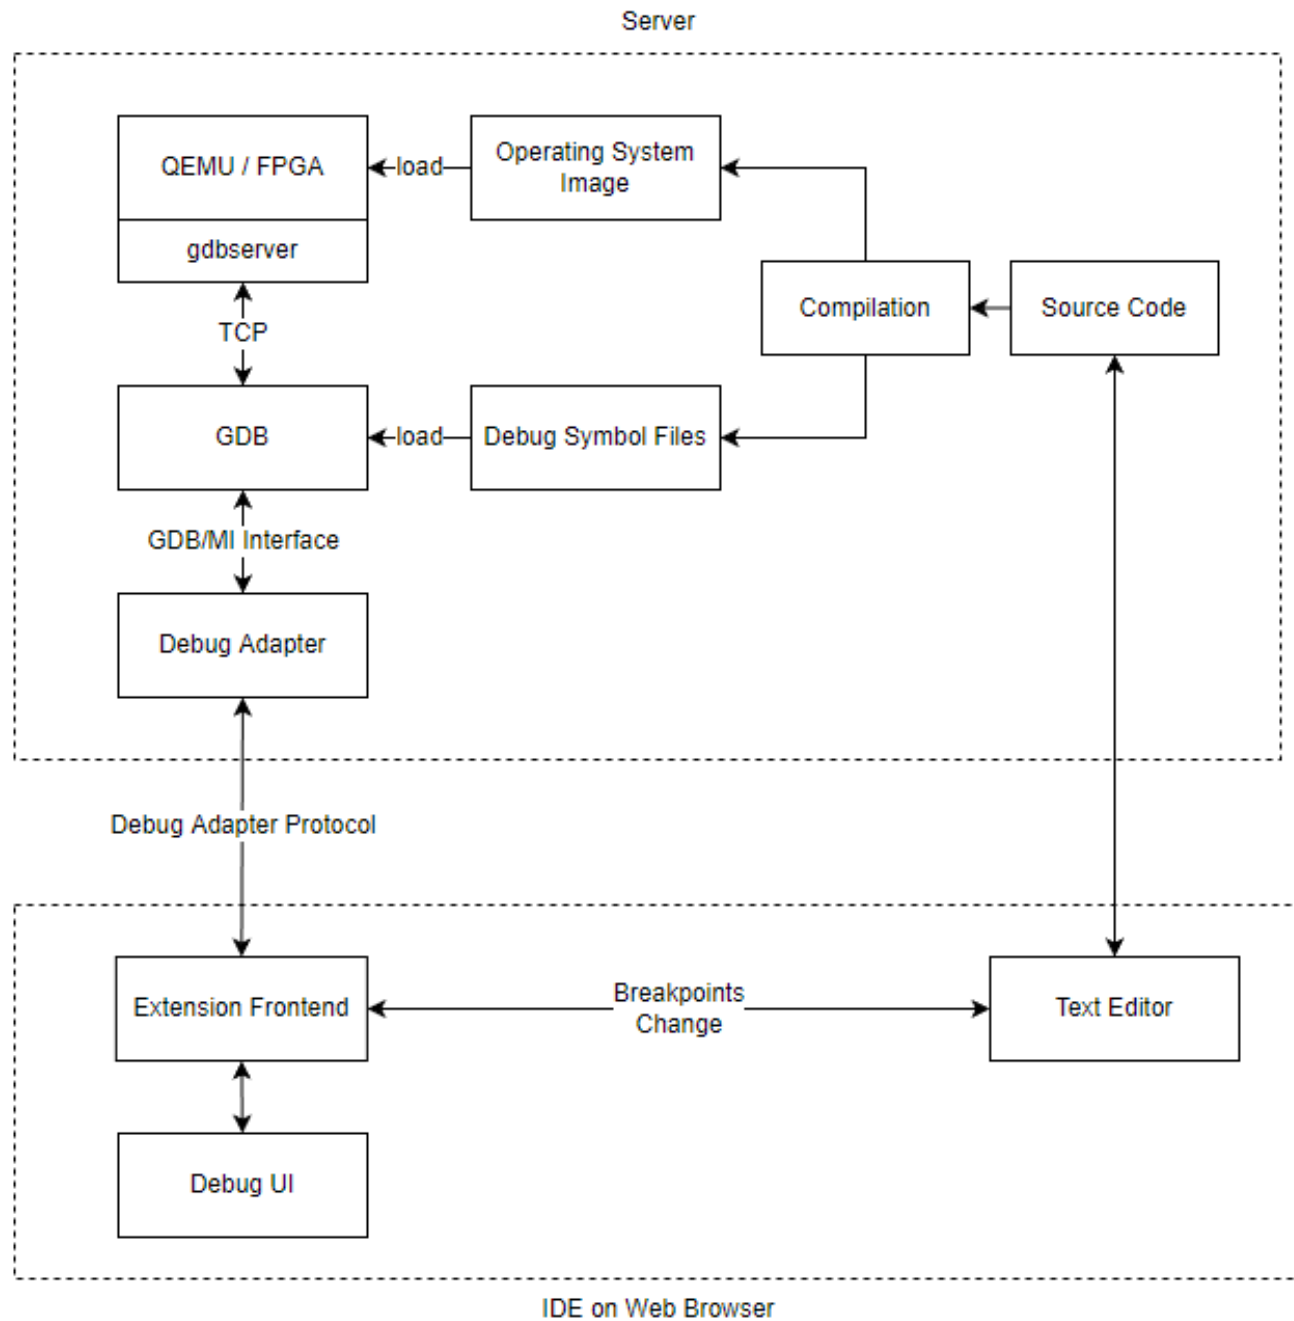 Server
QEMU / FPGA
load
Operating System
Image
gdbserver
Compilation
Source Code
TCP
GDB
load
Debug Symbol Files
GDB/MI Interface
Debug Adapter
Debug Adapter Protocol
Extension Frontend
Breakpoints
Change
Text Editor
Debug UI
IDE on Web Browser